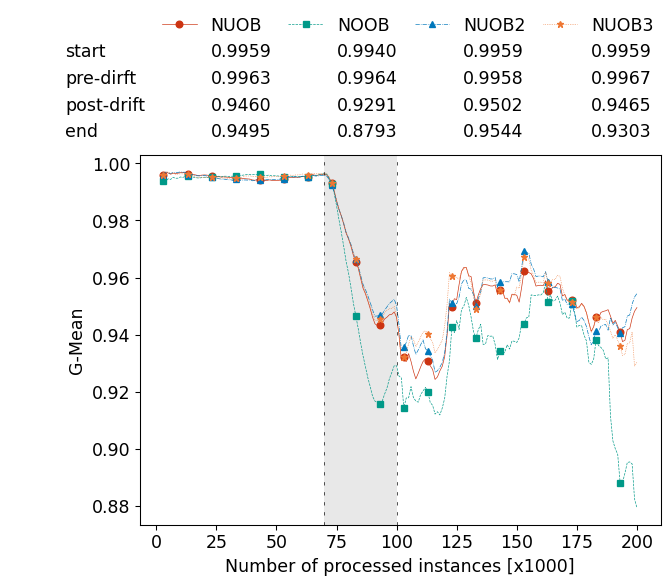 NUOB NOOB NUOB2 NUOB3
start 0.9959 0.9940 0.9959 0.9959
pre-dirft 0.9963 0.9964 0.9958 0.9967
post-drift 0.9460 0.9291 0.9502 0.9465
end 0.9495 0.8793 0.9544 0.9303
1.00
0.98
0.96
0.94
0.92
0.90
0.88
G-Mean
0 25 50 75 100 125 150 175 200
Number of processed instances [x1000]